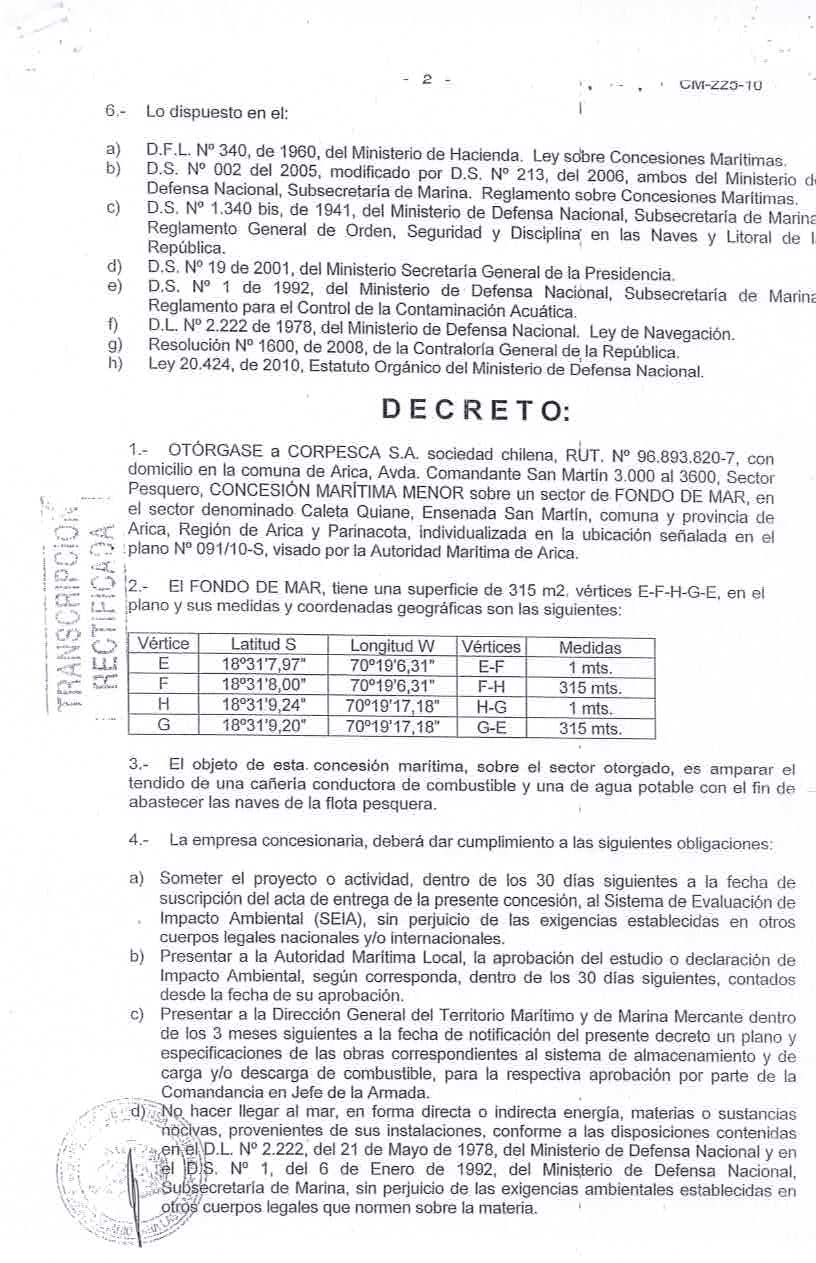 - 2 -
CM-225-10
6.- Lo dispuesto en el:
a) D.F.L. Nº 340, de 1960, del Ministerio de Hacienda. Ley sobre Concesiones Marítimas.
b) D.S. Nº 002 del 2005, modificado por D.S. Nº 213, del 2006, ambos del Ministerio d
Defensa Nacional, Subsecretaría de Marina. Reglamento sobre Concesiones Marítimas.
c) D.S. Nº 1.340 bis, de 1941, del Ministerio de Defensa Nacional, Subsecretaría de Marina
Reglamento General de Orden, Seguridad y Disciplina en las Naves y Litoral de l
República.
d) D.S. Nº 19 de 2001, del Ministerio Secretaría General de la Presidencia.
e) D.S. Nº 1 de 1992, del Ministerio de Defensa Nacional, Subsecretaría de Marina
Reglamento para el Control de la Contaminación Acuática.
f) D.L. Nº 2.222 de 1978, del Ministerio de Defensa Nacional. Ley de Navegación.
g) Resolución Nº 1600, de 2008, de la Contraloría General de la República.
h) Ley 20.424, de 2010, Estatuto Orgánico del Ministerio de Defensa Nacional.
DECRETO:
1.- OTÓRGASE a CORPESCA S.A. sociedad chilena, RUT. Nº 96.893.820-7, con
domicilio en la comuna de Arica, Avda. Comandante San Martín 3.000 al 3600, Sector
Pesquero, CONCESIÓN MARÍTIMA MENOR sobre un sector de FONDO DE MAR, en
el sector denominado Caleta Quiane, Ensenada San Martín, comuna y provincia de
Arica, Región de Arica y Parinacota, individualizada en la ubicación señalada en el
plano Nº 091/10-S, visado por la Autoridad Marítima de Arica.
TRANSCRIPCION
RECTIFICADA
2.- El FONDO DE MAR, tiene una superficie de 315 m2, vértices E-F-H-G-E, en el
plano y sus medidas y coordenadas geográficas son las siguientes:
Vértice Latitud S Longitud W Vértices Medidas
E 18º31'7,97" 70º19'6,31" E-F 1 mts.
F 18º31'8,00" 70º19'6,31" F-H 315 mts.
H 18º31'9,24" 70º19'17,18" H-G 1 mts.
G 18º31'9,20" 70º19'17,18" G-E 315 mts.
3.- El objeto de esta concesión marítima, sobre el sector otorgado, es amparar el
tendido de una cañería conductora de combustible y una de agua potable con el fin de
abastecer las naves de la flota pesquera.
4.- La empresa concesionaria, deberá dar cumplimiento a las siguientes obligaciones:
a) Someter el proyecto o actividad, dentro de los 30 días siguientes a la fecha de
suscripción del acta de entrega de la presente concesión, al Sistema de Evaluación de
Impacto Ambiental (SEIA), sin perjuicio de las exigencias establecidas en otros
cuerpos legales nacionales y/o internacionales.
b) Presentar a la Autoridad Marítima Local, la aprobación del estudio o declaración de
Impacto Ambiental, según corresponda, dentro de los 30 días siguientes, contados
desde la fecha de su aprobación.
c) Presentar a la Dirección General del Territorio Marítimo y de Marina Mercante dentro
de los 3 meses siguientes a la fecha de notificación del presente decreto un plano y
especificaciones de las obras correspondientes al sistema de almacenamiento y de
carga y/o descarga de combustible, para la respectiva aprobación por parte de la
Comandancia en Jefe de la Armada.
d) No hacer llegar al mar, en forma directa o indirecta energía, materias o sustancias
nocivas, provenientes de sus instalaciones, conforme a las disposiciones contenidas
en el D.L. Nº 2.222, del 21 de Mayo de 1978, del Ministerio de Defensa Nacional y en
el D.S. Nº 1, del 6 de Enero de 1992, del Ministerio de Defensa Nacional,
Subsecretaría de Marina, sin perjuicio de las exigencias ambientales establecidas en
otros cuerpos legales que normen sobre la materia.